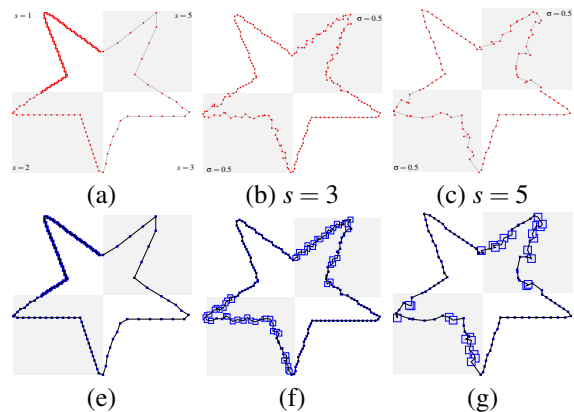 s=1
s=5
s=2
s=3
σ=0.5
σ=0.5
σ=0.5
σ=0.5
(a)
(b) s = 3
(c) s = 5
(e)
(f)
(g)